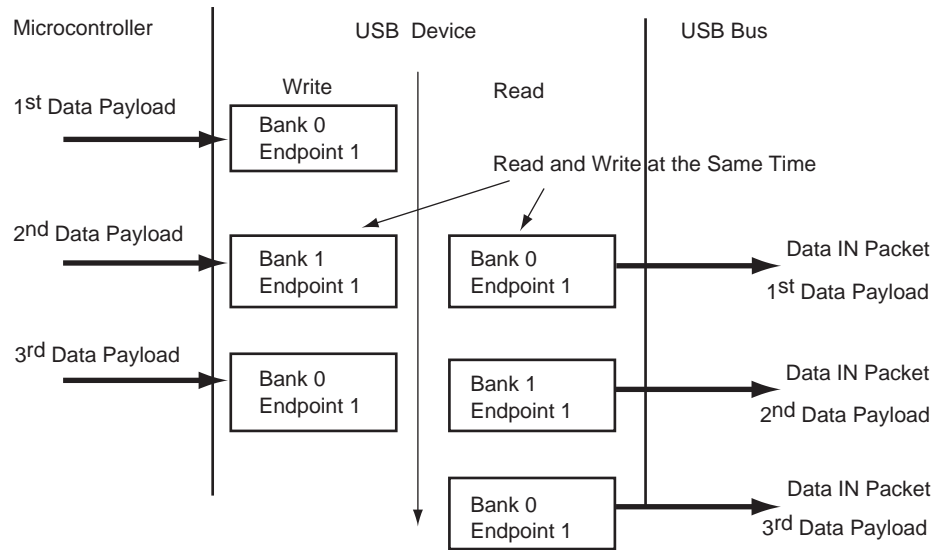 Microcontroller
USB Device
USB Bus
Write
Read
1st Data Payload
Bank 0
Endpoint 1
Read and Write at the Same Time
2nd Data Payload
Bank 1
Endpoint 1
Bank 0
Endpoint 1
Data IN Packet
1st Data Payload
3rd Data Payload
Bank 0
Endpoint 1
Bank 1
Endpoint 1
Data IN Packet
2nd Data Payload
Bank 0
Endpoint 1
Data IN Packet
3rd Data Payload